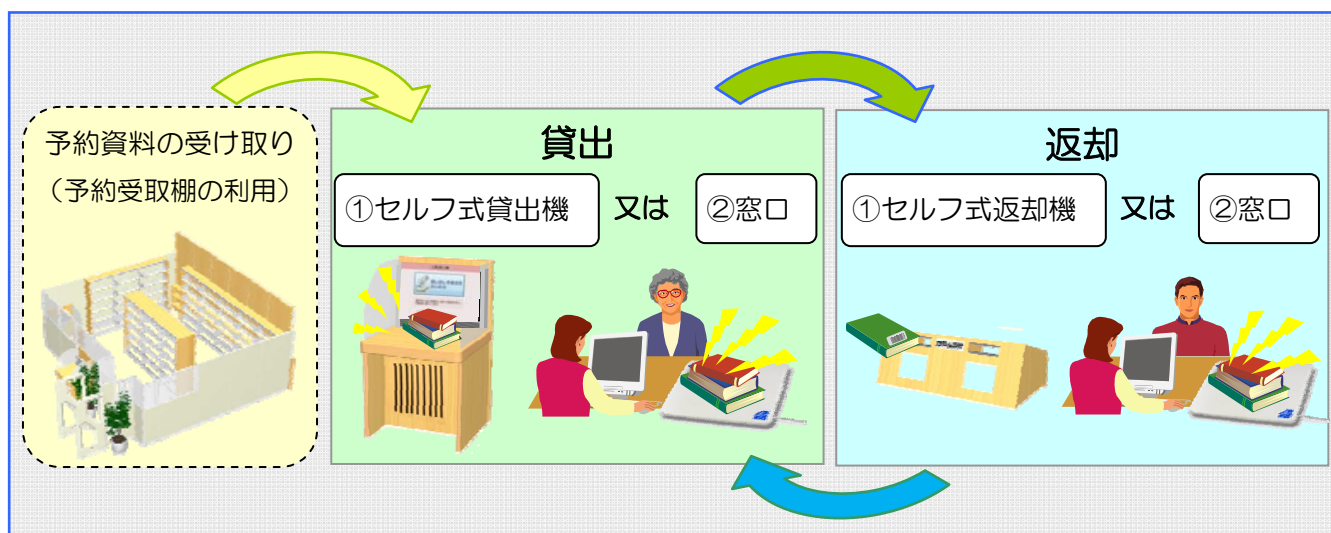 予約資料の受け取り
（予約受取棚の利用）
貸出
①セルフ式貸出機 又は ②窓口
返却
①セルフ式返却機 又は ②窓口